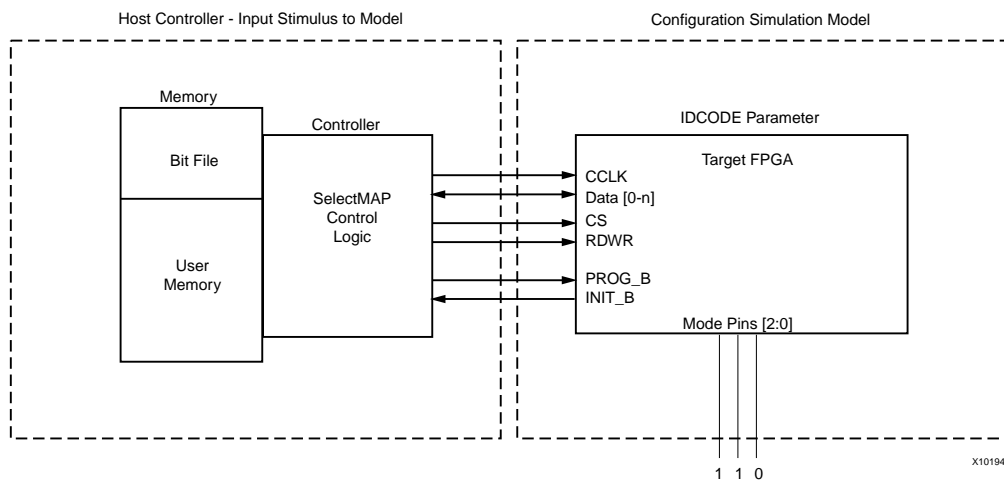 Host Controller - Input Stimulus to Model
Configuration Simulation Model
Memory
Controller
IDCODE Parameter
Bit File
Target FPGA
SelectMAP
Control
Logic
User
Memory
CCLK
Data [0-n]
CS
RDWR
PROG_B
INIT_B
Mode Pins [2:0]
1 1 0
X10194